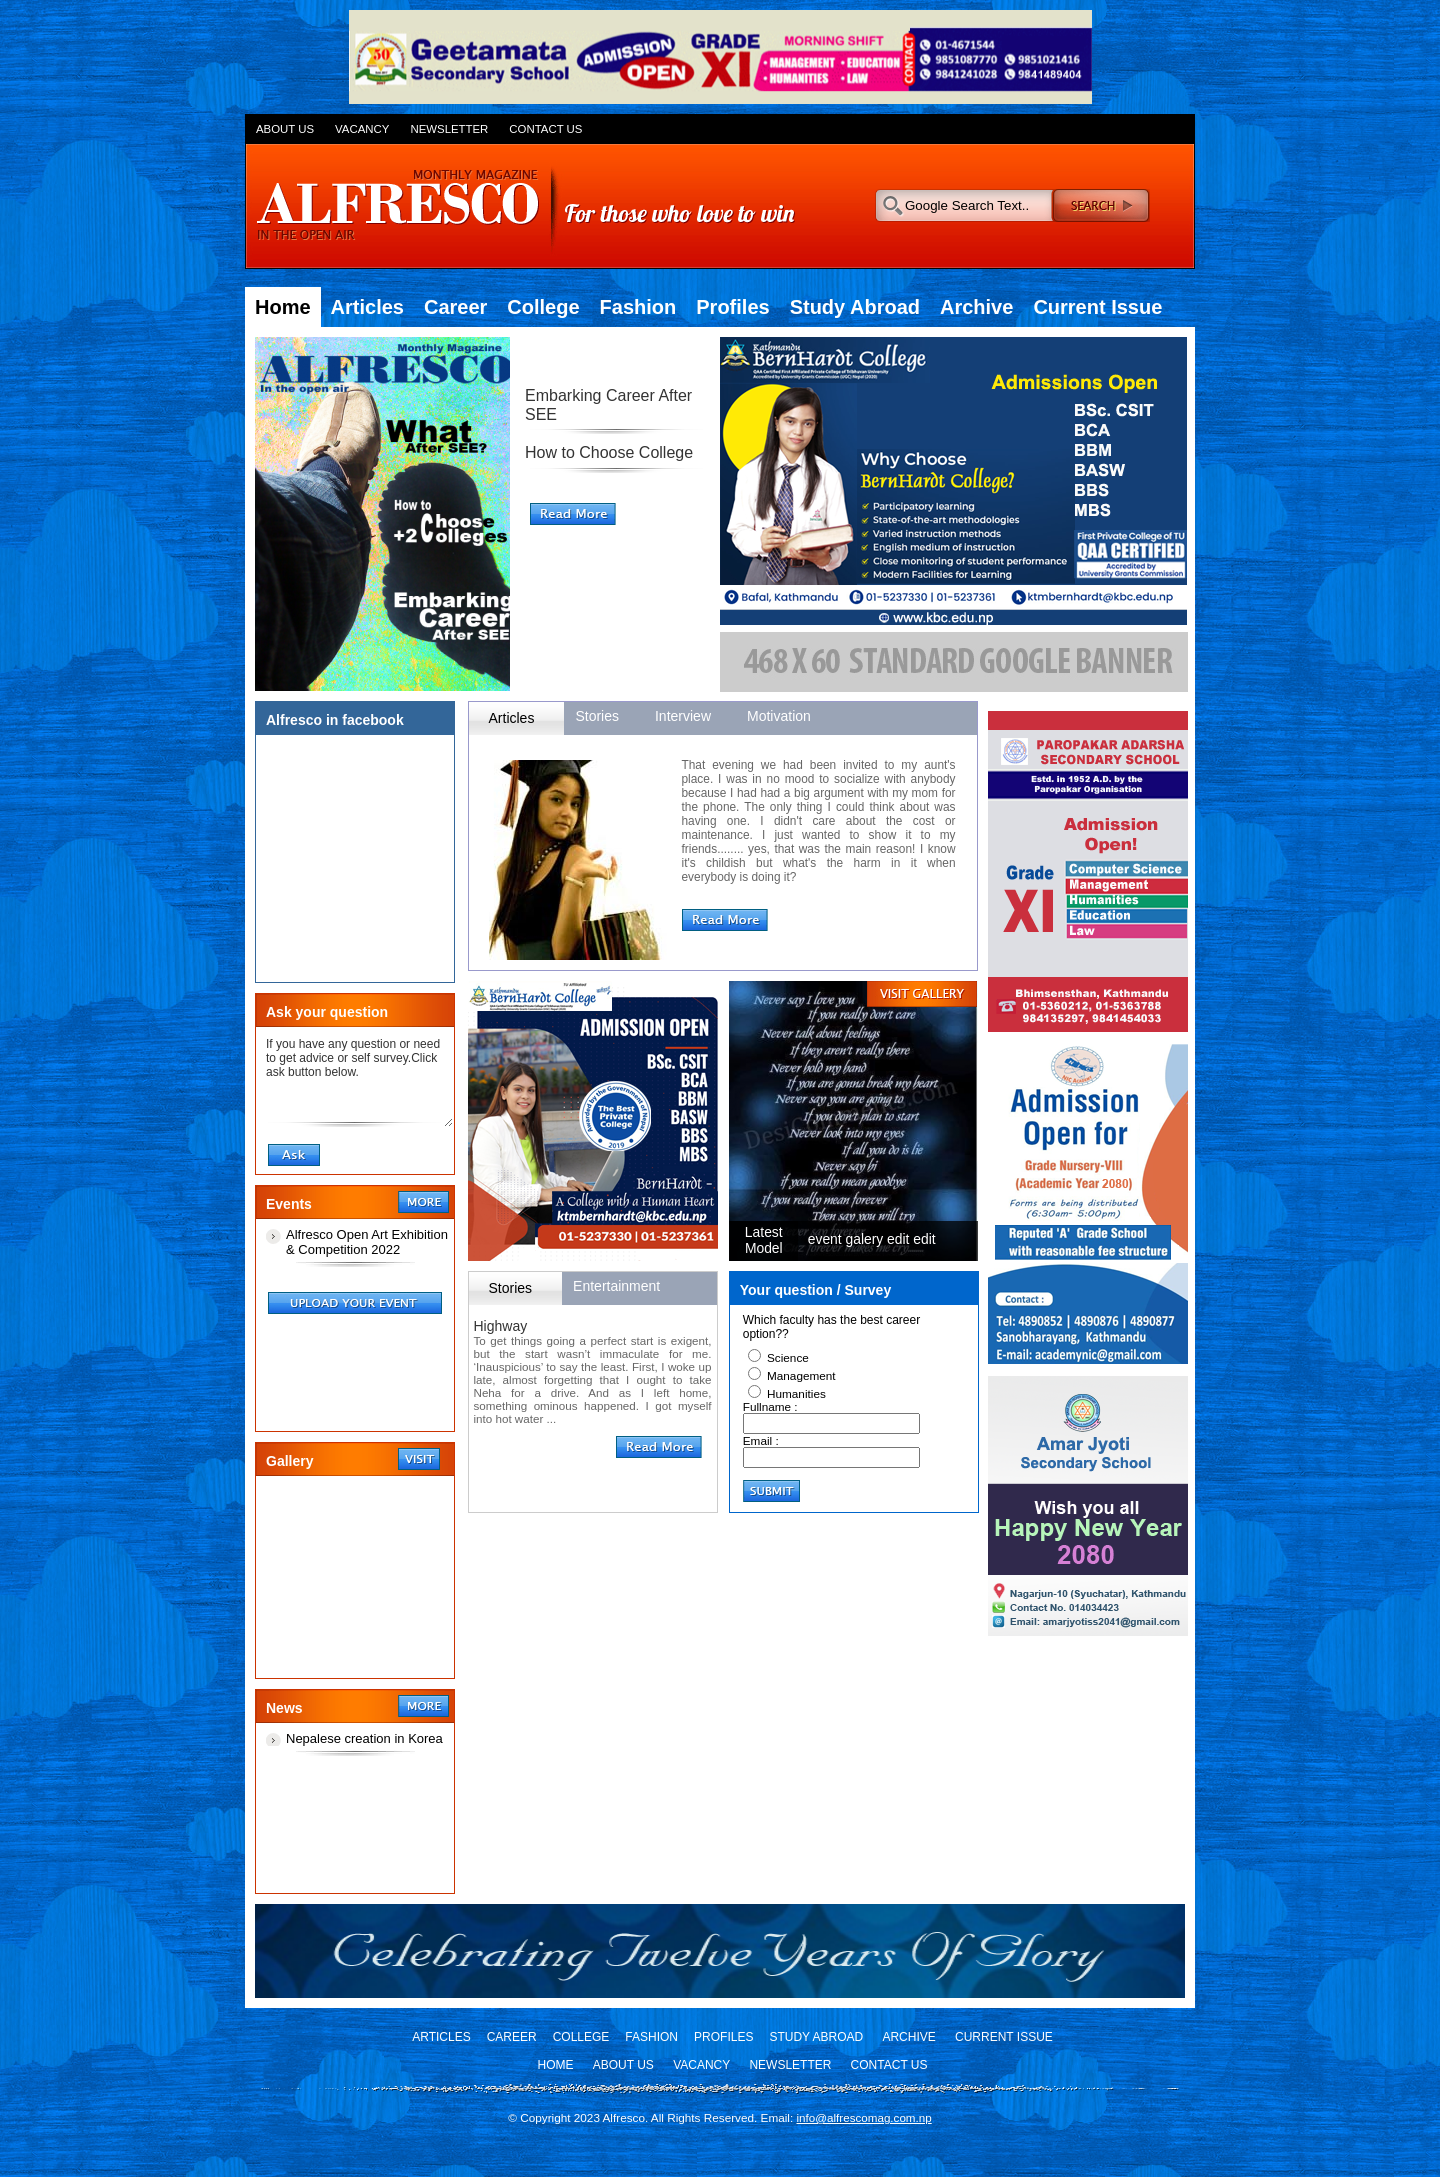 Geetamata
Secondary School
50
ADMISSION
OPEN
GRADE
XI
MORNING SHIFT
• MANAGEMENT • EDUCATION
• HUMANITIES • LAW
CONTACT
01-4671544
9851087770 9851021416
9841241028 9841489404
ABOUT US VACANCY NEWSLETTER CONTACT US
MONTHLY MAGAZINE
ALFRESCO
IN THE OPEN AIR
For those who love to win
Google Search Text..
SEARCH
Home Articles Career College Fashion Profiles Study Abroad Archive Current Issue
Monthly Magazine
ALFRESCO
In the open air
What
After SEE?
How to
Choose
+2 Colleges
Embarking
Career
After SEE
Embarking Career After
SEE
How to Choose College
Read More
Kathmandu
BernHardt College
QAA Certified First Affiliated Private College of Tribhuvan University
Accredited by University Grants Commission (UGC) Nepal (2020)
Admissions Open
BSc. CSIT
BCA
BBM
BASW
BBS
MBS
Why Choose
BernHardt College?
Participatory learning
State-of-the-art methodologies
Varied instruction methods
English medium of instruction
Close monitoring of student performance
Modern Facilities for Learning
First Private College of TU
QAA CERTIFIED
Accredited by
University Grants Commission
Bafal, Kathmandu 01-5237330 | 01-5237361 ktmbernhardt@kbc.edu.np
www.kbc.edu.np
468 X 60 STANDARD GOOGLE BANNER
Alfresco in facebook
Articles Stories Interview Motivation
That evening we had been invited to my aunt's
place. I was in no mood to socialize with anybody
because I had had a big argument with my mom for
the phone. The only thing I could think about was
having one. I didn't care about the cost or
maintenance. I just wanted to show it to my
friends........ yes, that was the main reason! I know
it's childish but what's the harm in it when
everybody is doing it?
Read More
PAROPAKAR ADARSHA
SECONDARY SCHOOL
Estd. in 1952 A.D. by the
Paropakar Organisation
Admission
Open!
Grade
XI
Computer Science
Management
Humanities
Education
Law
Bhimsensthan, Kathmandu
01-5360212, 01-5363788
984135297, 9841454033
Ask your question
If you have any question or need
to get advice or self survey.Click
ask button below.
Ask
Kathmandu
BernHardt College
ADMISSION OPEN
BSc. CSIT
BCA
BBM
BASW
BBS
MBS
Awarded by the Government of Nepal
The Best
Private
College
2019
BernHardt -
A College with a Human Heart
ktmbernhardt@kbc.edu.np
01-5237330 | 01-5237361
VISIT GALLERY
Never say I love you
If you really don't care
Never talk about feelings
If they aren't really there
Never hold my hand
If you are gonna break my heart
Never say you are going to
If you don't plan to start
Never look into my eyes
If all you do is lie
Never say hi
if you really mean goodbye
If you really mean forever
Then say you will try
Latest
Model
event galery edit edit
Admission
Open for
Grade Nursery-VIII
(Academic Year 2080)
Forms are being distributed
(6:30am- 5:00pm)
Reputed 'A' Grade School
with reasonable fee structure
Contact :
Tel: 4890852 | 4890876 | 4890877
Sanobharayang, Kathmandu
E-mail: academynic@gmail.com
Events
MORE
Alfresco Open Art Exhibition
& Competition 2022
UPLOAD YOUR EVENT
Stories Entertainment
Highway
To get things going a perfect start is exigent,
but the start wasn't immaculate for me.
‘Inauspicious’ to say the least. First, I woke up
late, almost forgetting that I ought to take
Neha for a drive. And as I left home,
something ominous happened. I got myself
into hot water ...
Read More
Your question / Survey
Which faculty has the best career
option??
Science
Management
Humanities
Fullname :
Email :
SUBMIT
Amar Jyoti
Secondary School
Wish you all
Happy New Year
2080
Nagarjun-10 (Syuchatar), Kathmandu
Contact No. 014034423
Email: amarjyotiss2041@gmail.com
Gallery
VISIT
News
MORE
Nepalese creation in Korea
Celebrating Twelve Years Of Glory
ARTICLES CAREER COLLEGE FASHION PROFILES STUDY ABROAD ARCHIVE CURRENT ISSUE
HOME ABOUT US VACANCY NEWSLETTER CONTACT US
© Copyright 2023 Alfresco. All Rights Reserved. Email: info@alfrescomag.com.np